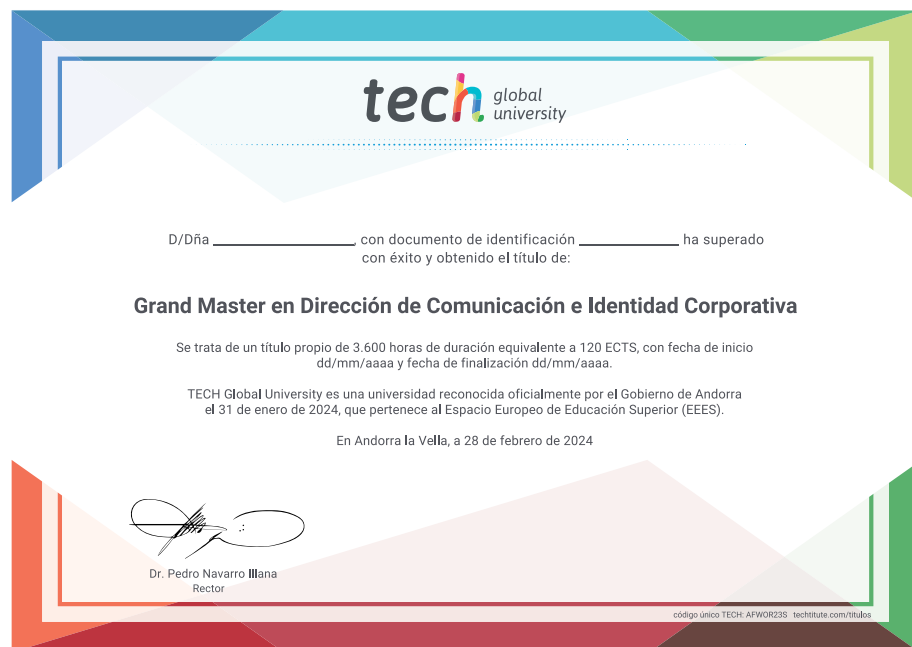 tech global
university
D/Dña ____________, con documento de identificación __________ ha superado
con éxito y obtenido el título de:
Grand Master en Dirección de Comunicación e Identidad Corporativa
Se trata de un título propio de 3.600 horas de duración equivalente a 120 ECTS, con fecha de inicio
dd/mm/aaaa y fecha de finalización dd/mm/aaaa.
TECH Global University es una universidad reconocida oficialmente por el Gobierno de Andorra
el 31 de enero de 2024, que pertenece al Espacio Europeo de Educación Superior (EEES).
En Andorra la Vella, a 28 de febrero de 2024
Dr. Pedro Navarro Illana
Rector
código único TECH: AFWOR23S techtitute.com/titulos